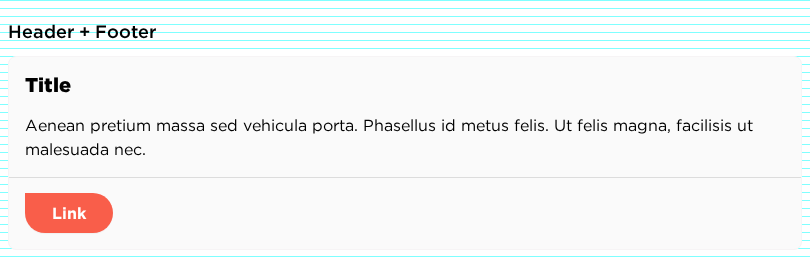 Header + Footer
Title
Aenean pretium massa sed vehicula porta. Phasellus id metus felis. Ut felis magna, facilisis ut
malesuada nec.
Link